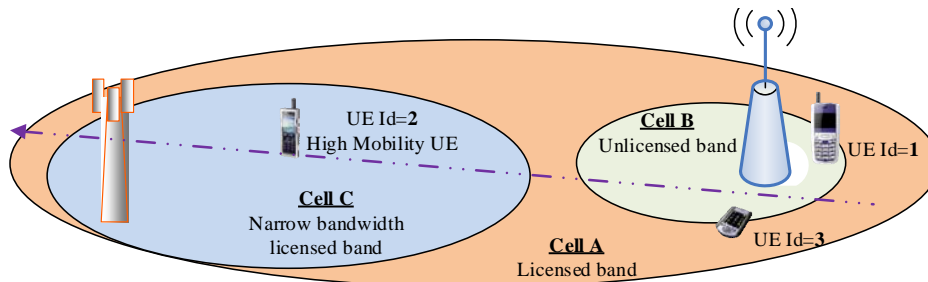 UE Id=2
High Mobility UE
Cell C
Narrow bandwidth
licensed band
Cell B
Unlicensed band
UE Id=1
UE Id=3
Cell A
Licensed band